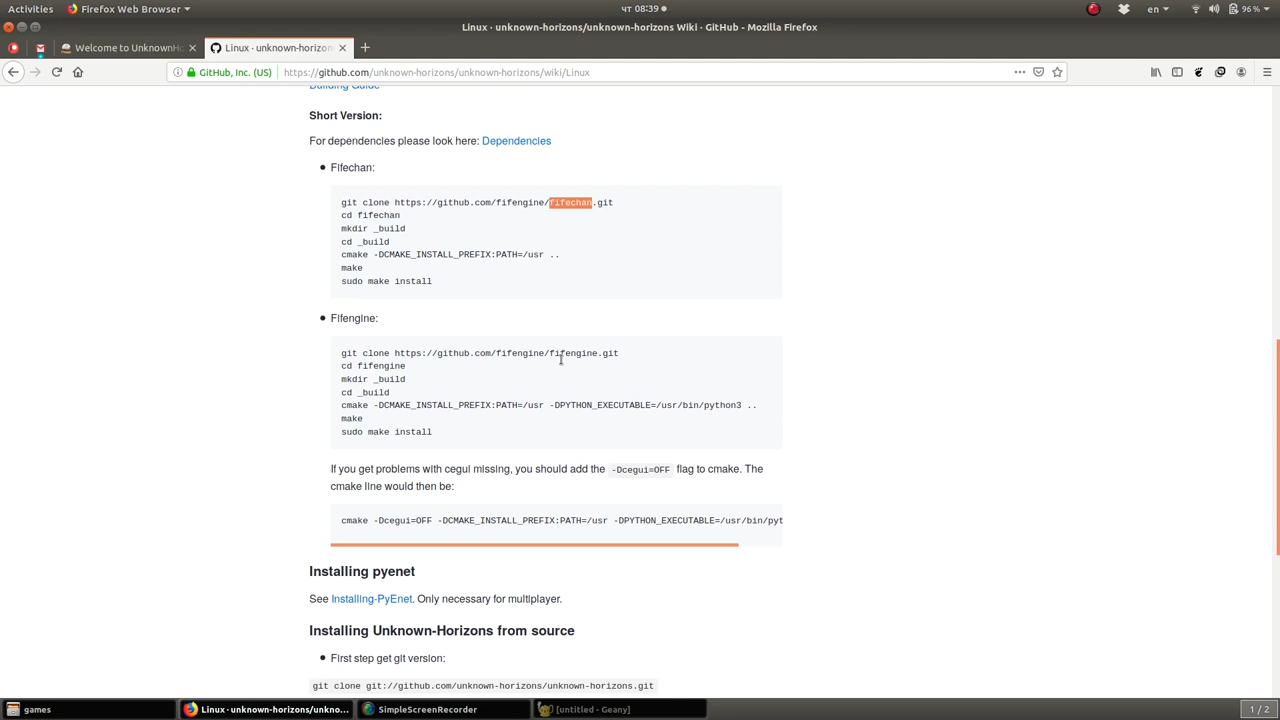 Activities Firefox Web Browser чт 08:39 en 96%
Linux · unknown-horizons/unknown-horizons Wiki · GitHub - Mozilla Firefox
Welcome to UnknownH Linux · unknown-horizon
GitHub, Inc. (US) https://github.com/unknown-horizons/unknown-horizons/wiki/Linux
Building Guide
Short Version:
For dependencies please look here: Dependencies
Fifechan:
git clone https://github.com/fifengine/fifechan.git
cd fifechan
mkdir _build
cd _build
cmake -DCMAKE_INSTALL_PREFIX:PATH=/usr ..
make
sudo make install
Fifengine:
git clone https://github.com/fifengine/fifengine.git
cd fifengine
mkdir _build
cd _build
cmake -DCMAKE_INSTALL_PREFIX:PATH=/usr -DPYTHON_EXECUTABLE=/usr/bin/python3 ..
make
sudo make install
If you get problems with cegui missing, you should add the -Dcegui=OFF flag to cmake. The
cmake line would then be:
cmake -Dcegui=OFF -DCMAKE_INSTALL_PREFIX:PATH=/usr -DPYTHON_EXECUTABLE=/usr/bin/pyt
Installing pyenet
See Installing-PyEnet. Only necessary for multiplayer.
Installing Unknown-Horizons from source
First step get git version:
git clone git://github.com/unknown-horizons/unknown-horizons.git
games Linux · unknown-horizons/unkno... SimpleScreenRecorder [untitled - Geany] 1 / 2